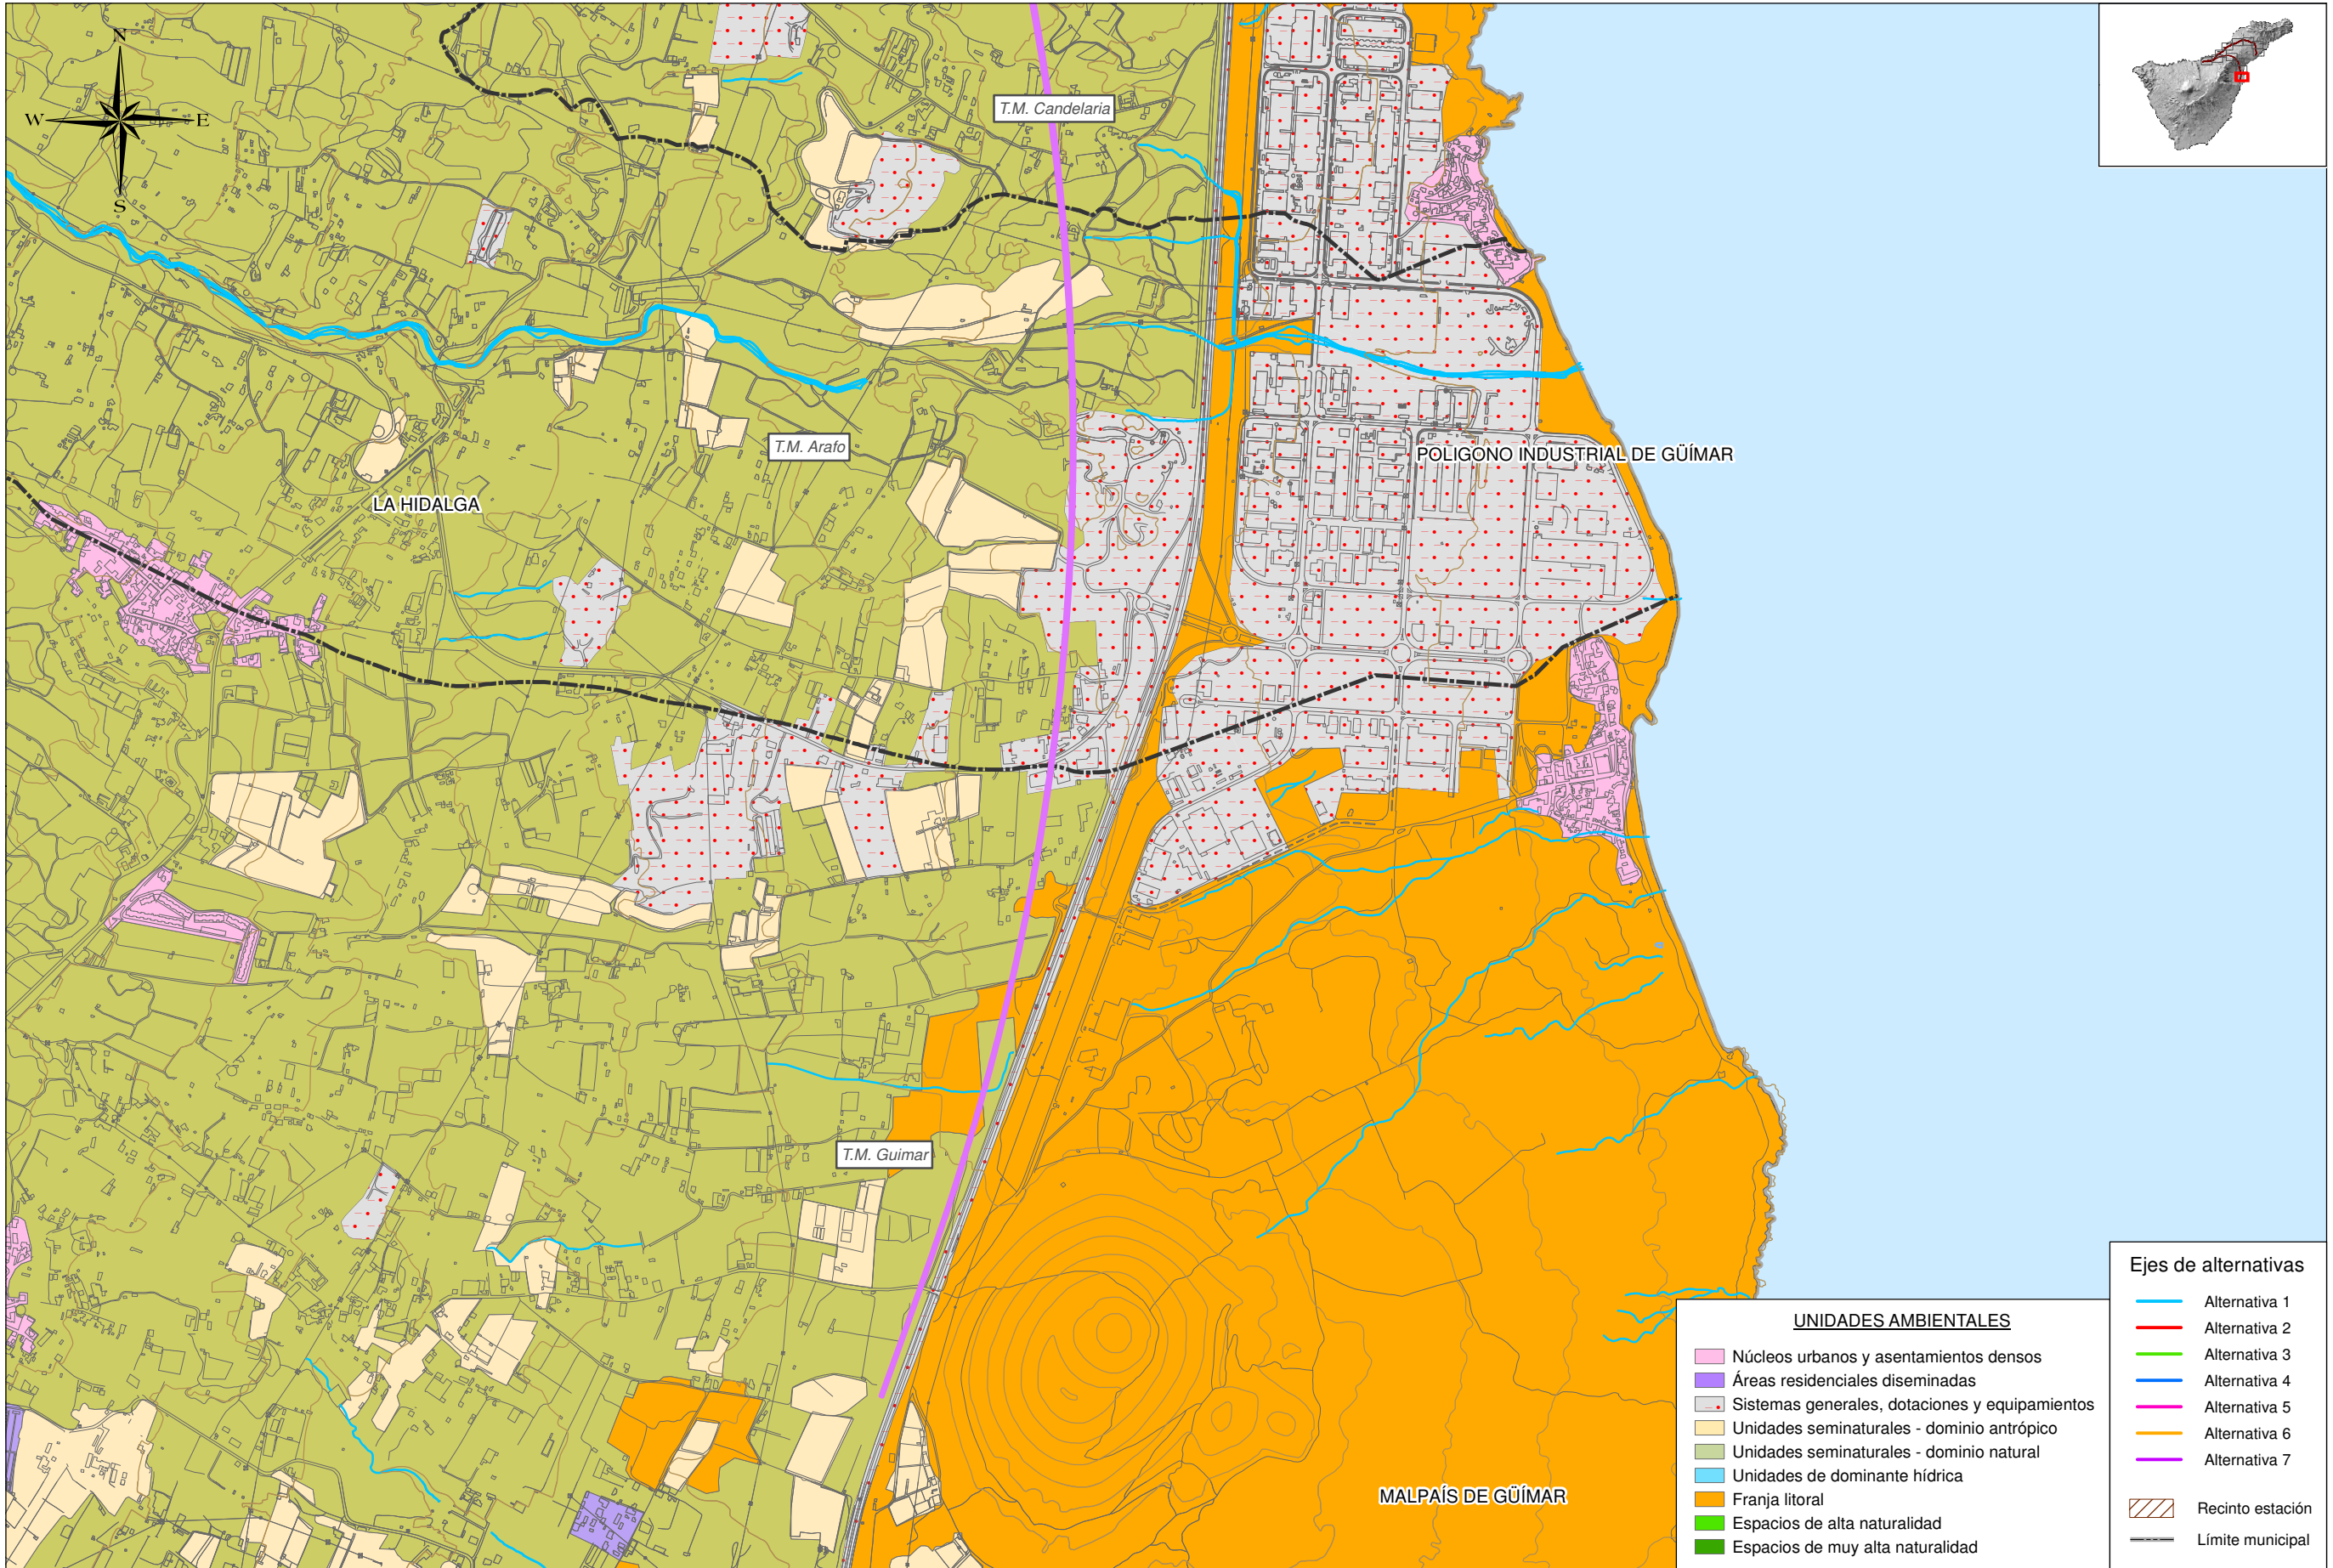 N
W
E
S
T.M. Candelaria
T.M. Arafo
POLIGONO INDUSTRIAL DE GÜÍMAR
LA HIDALGA
T.M. Guimar
MALPAÍS DE GÜÍMAR
UNIDADES AMBIENTALES
Núcleos urbanos y asentamientos densos
Áreas residenciales diseminadas
Sistemas generales, dotaciones y equipamientos
Unidades seminaturales - dominio antrópico
Unidades seminaturales - dominio natural
Unidades de dominante hídrica
Franja litoral
Espacios de alta naturalidad
Espacios de muy alta naturalidad
Ejes de alternativas
Alternativa 1
Alternativa 2
Alternativa 3
Alternativa 4
Alternativa 5
Alternativa 6
Alternativa 7
Recinto estación
Límite municipal